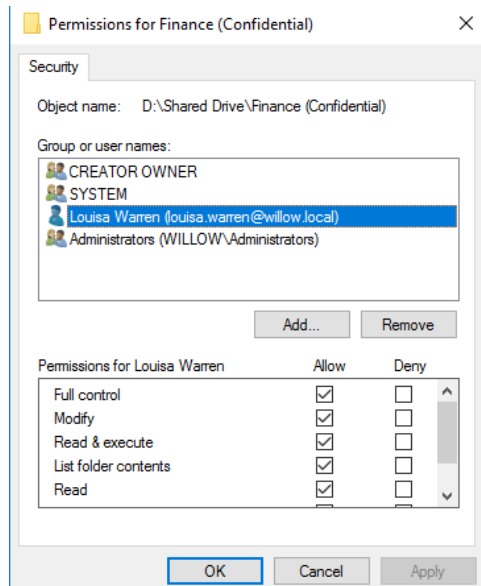 Permissions for Finance (Confidential)
Security
Object name: D:\Shared Drive\Finance (Confidential)
Group or user names:
CREATOR OWNER
SYSTEM
Louisa Warren (louisa.warren@willow.local)
Administrators (WILLOW\Administrators)
Add... Remove
Permissions for Louisa Warren Allow Deny
Full control
Modify
Read & execute
List folder contents
Read
OK Cancel Apply